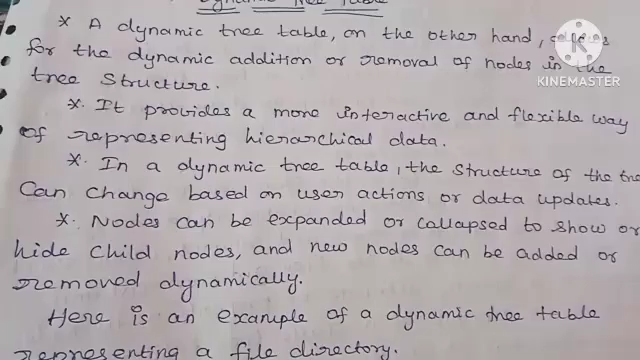 Dynamic Tree Table
* A dynamic tree table, on the other hand, allows
for the dynamic addition or removal of nodes in the
tree structure.
*. It provides a more interactive and flexible way
of representing hierarchical data.
*. In a dynamic tree table, the structure of the tree
Can change based on user actions or data updates.
*. Nodes can be expanded or collapsed to show or
hide child nodes, and new nodes can be added or
removed dynamically.
Here is an example of a dynamic tree table
representing a file directory.
KINEMASTER